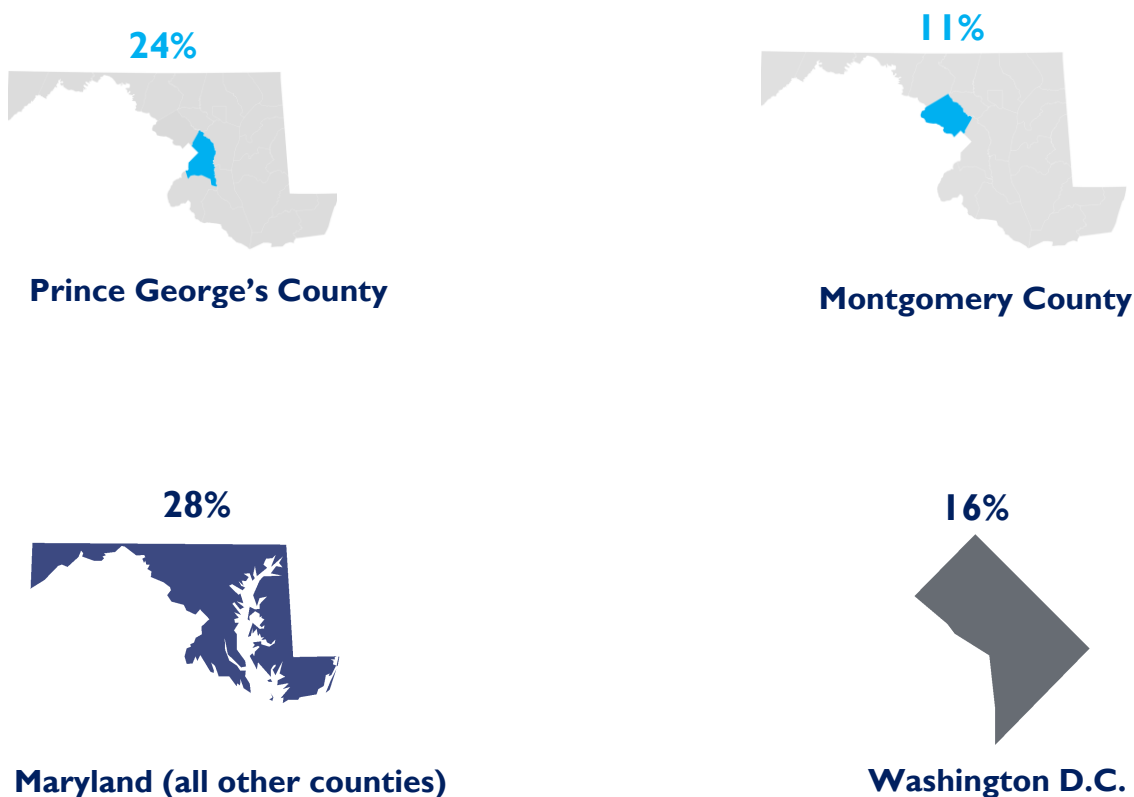 24%
11%
Prince George’s County
Montgomery County
28%
16%
Maryland (all other counties)
Washington D.C.